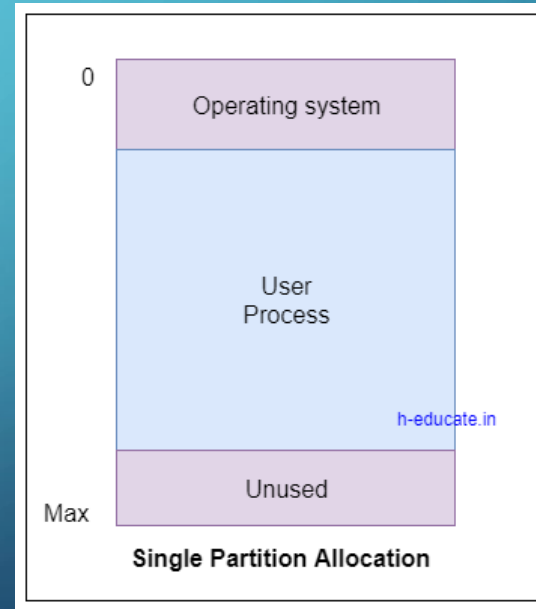 0
Operating system
User
Process
h-educate.in
Unused
Max
Single Partition Allocation